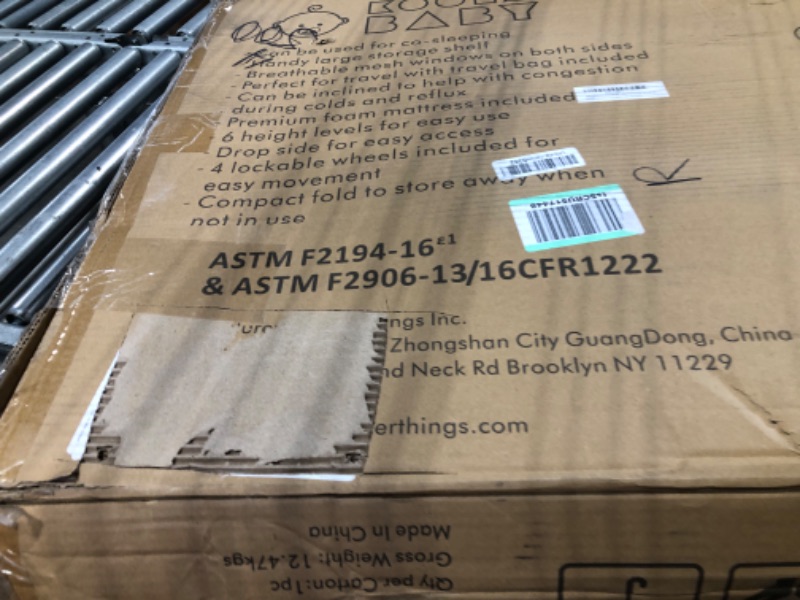 BABY
Can be used for co-sleeping
Handy large storage shelf
- Breathable mesh windows on both sides
- Perfect for travel with travel bag included
Can be inclined to help with congestion
during colds and reflux
Premium foam mattress included
6 height levels for easy use
Drop side for easy access
- 4 lockable wheels included for
easy movement
- Compact fold to store away when
not in use
R
ASTM F2194-16ε1
& ASTM F2906-13/16CFR1222
ngs Inc.
Zhongshan City GuangDong, China
nd Neck Rd Brooklyn NY 11229
erthings.com
Made In China
Gross Weight: 12.47kgs
Qty per Carton: 1pc